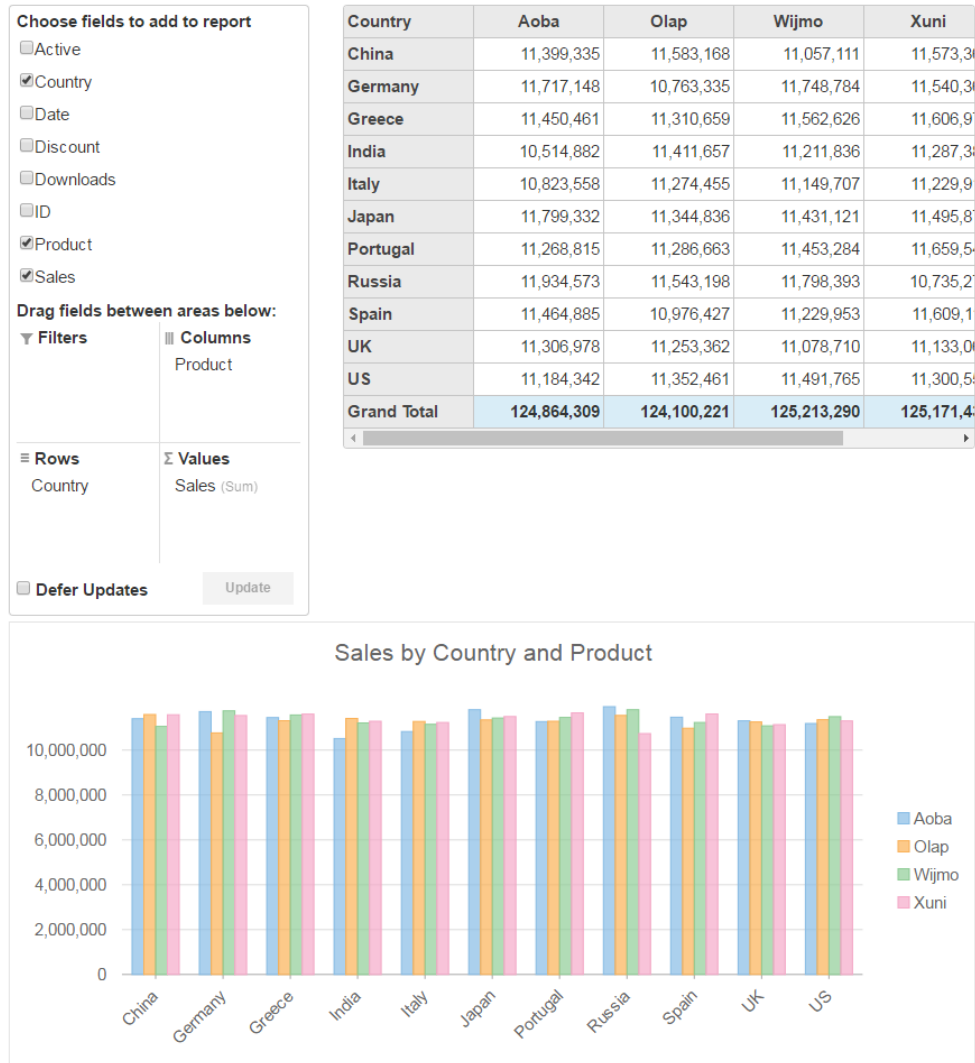 Choose fields to add to report
Active
Country
Date
Discount
Downloads
ID
Product
Sales
Drag fields between areas below:
Filters
Columns
Product
Rows
Country
Σ Values
Sales (Sum)
Defer Updates
Update
Country Aoba Olap Wijmo Xuni
China 11,399,335 11,583,168 11,057,111
Germany 11,717,148 10,763,335 11,748,784
Greece 11,450,461 11,310,659 11,562,626
India 10,514,882 11,411,657 11,211,836
Italy 10,823,558 11,274,455 11,149,707
Japan 11,799,332 11,344,836 11,431,121
Portugal 11,268,815 11,286,663 11,453,284
Russia 11,934,573 11,543,198 11,798,393
Spain 11,464,885 10,976,427 11,229,953
UK 11,306,978 11,253,362 11,078,710
US 11,184,342 11,352,461 11,491,765
Grand Total 124,864,309 124,100,221 125,213,290
Sales by Country and Product
10,000,000
8,000,000
6,000,000
4,000,000
2,000,000
0
China Germany Greece India Italy Japan Portugal Russia Spain UK US
Aoba
Olap
Wijmo
Xuni